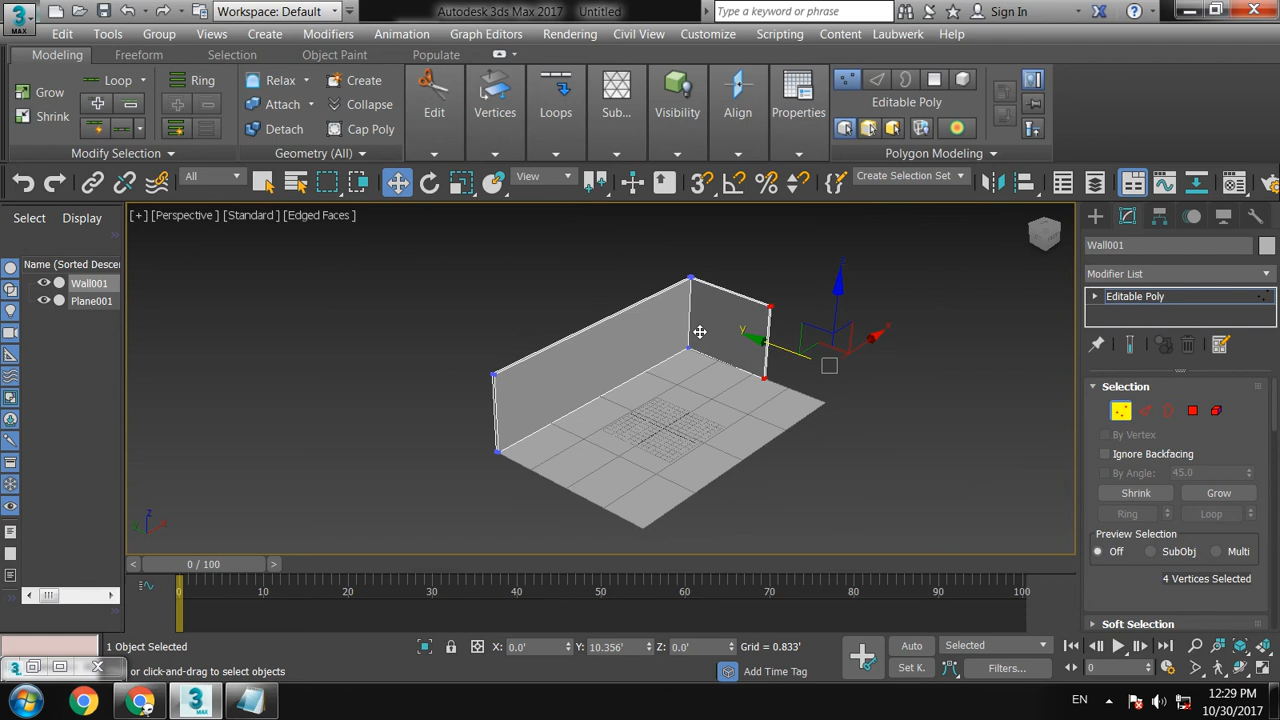 Workspace: Default
Autodesk 3ds Max 2017 Untitled
Type a keyword or phrase
Sign In
MAX
Edit Tools Group Views Create Modifiers Animation Graph Editors Rendering Civil View Customize Scripting Content Laubwerk Help
Modeling Freeform Selection Object Paint Populate
Grow Loop Ring Relax Create
Shrink Attach Collapse
Detach Cap Poly
Edit Vertices Loops Sub... Visibility Align Properties
Editable Poly
Modify Selection Geometry (All) Polygon Modeling
All View Create Selection Set
Select Display
[+] [Perspective] [Standard] [Edged Faces]
Name (Sorted Descer
Wall001
Plane001
Wall001
Modifier List
Editable Poly
Selection
By Vertex
Ignore Backfacing
By Angle: 45.0
Shrink Grow
Ring Loop
Preview Selection
Off SubObj Multi
4 Vertices Selected
Soft Selection
z
y
x
z
y
0 / 100
0 10 20 30 40 50 60 70 80 90 100
1 Object Selected X: 0.0' Y: 10.356' Z: 0.0' Grid = 0.833'
or click-and-drag to select objects
Add Time Tag
Auto Selected
Set K. Filters...
0
EN
12:29 PM
10/30/2017